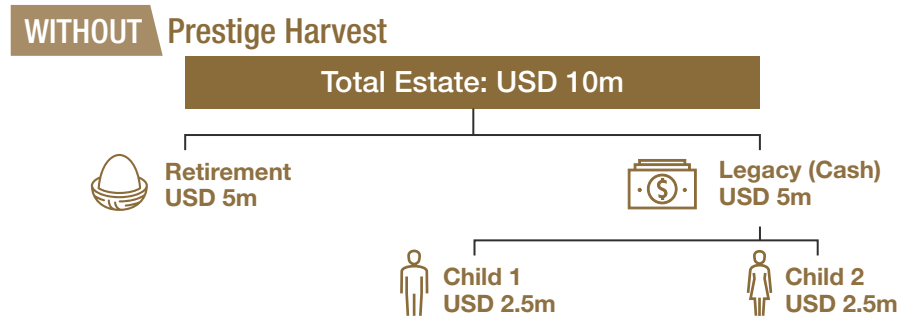 WITHOUT Prestige Harvest
Total Estate: USD 10m
Retirement
USD 5m
$
Legacy (Cash)
USD 5m
Child 1
USD 2.5m
Child 2
USD 2.5m